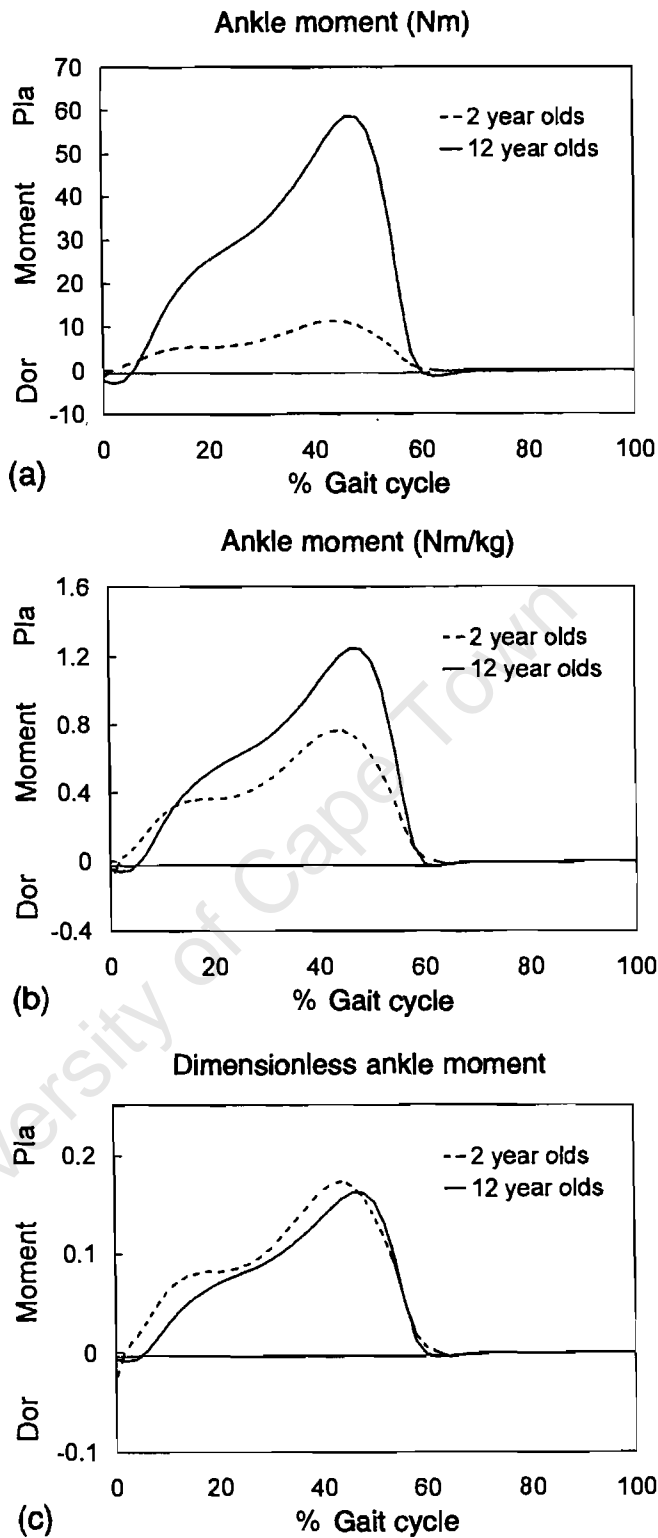 Ankle moment (Nm)
Pla
Moment
Dor
70
60
50
40
30
20
10
0
-10
--- 2 year olds
— 12 year olds
0 20 40 60 80 100
(a)
% Gait cycle
Ankle moment (Nm/kg)
Pla
Moment
Dor
1.6
1.2
0.8
0.4
0
-0.4
--- 2 year olds
— 12 year olds
0 20 40 60 80 100
(b)
% Gait cycle
Dimensionless ankle moment
Pla
Moment
Dor
0.2
0.1
0
-0.1
--- 2 year olds
— 12 year olds
0 20 40 60 80 100
(c)
% Gait cycle
versity of Cape Town